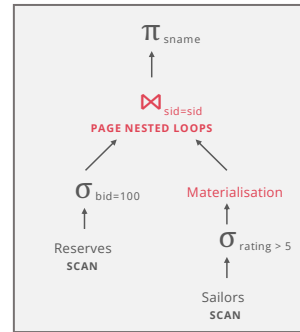 π sname
⋈ sid=sid
PAGE NESTED LOOPS
σ bid=100
Materialisation
Reserves
SCAN
σ rating > 5
Sailors
SCAN